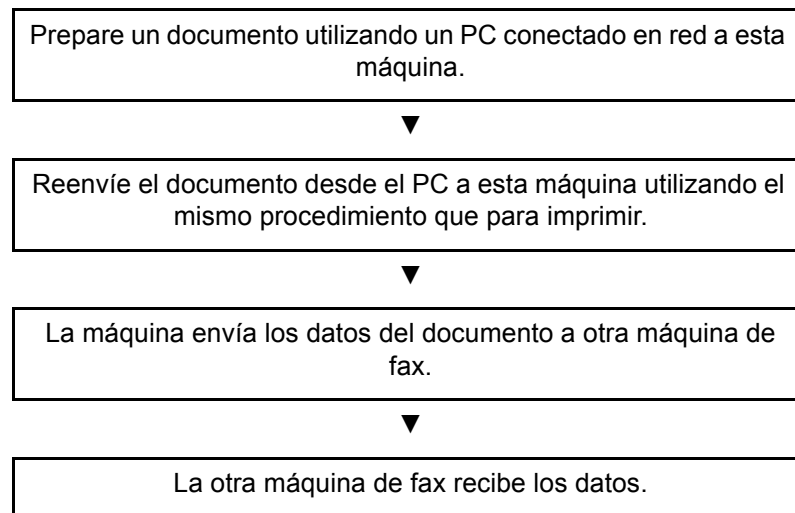 Prepare un documento utilizando un PC conectado en red a esta
máquina.
▼
Reenvíe el documento desde el PC a esta máquina utilizando el
mismo procedimiento que para imprimir.
▼
La máquina envía los datos del documento a otra máquina de
fax.
▼
La otra máquina de fax recibe los datos.